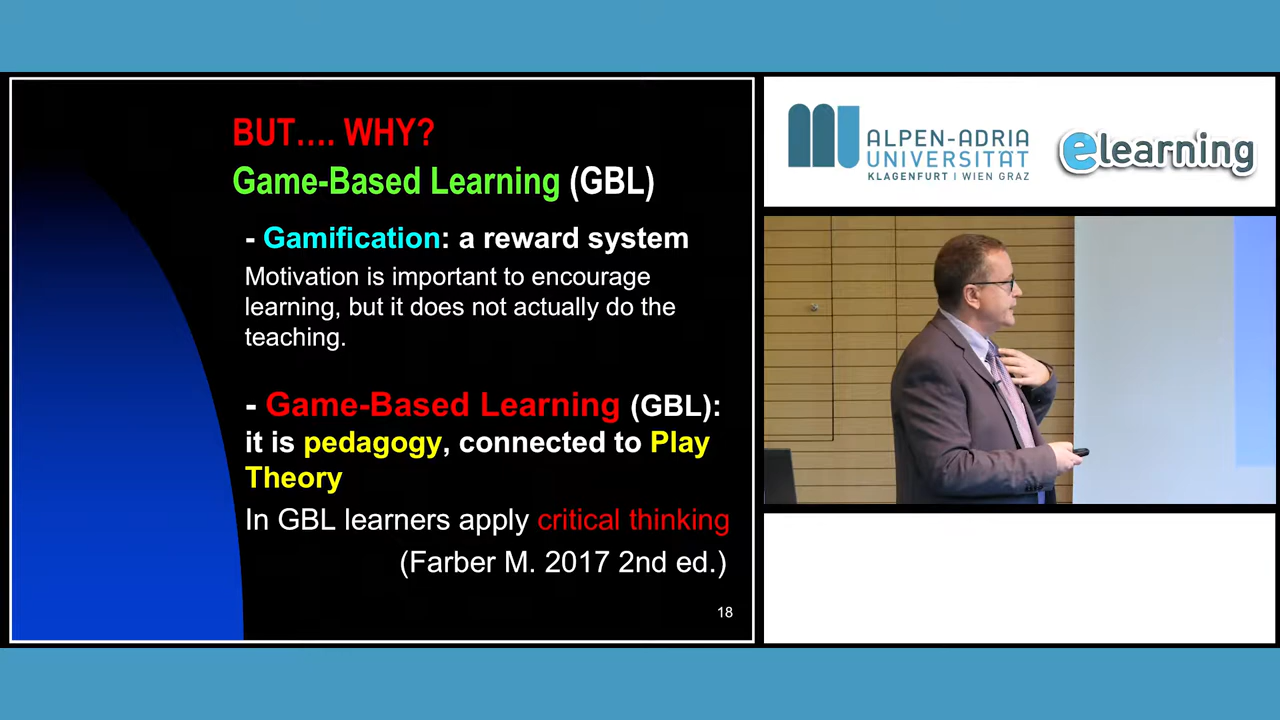 BUT.... WHY?
Game-Based Learning (GBL)
- Gamification: a reward system
Motivation is important to encourage
learning, but it does not actually do the
teaching.
- Game-Based Learning (GBL):
it is pedagogy, connected to Play
Theory
In GBL learners apply critical thinking
(Farber M. 2017 2nd ed.)
18
ALPEN-ADRIA
UNIVERSITÄT
KLAGENFURT I WIEN GRAZ
elearning